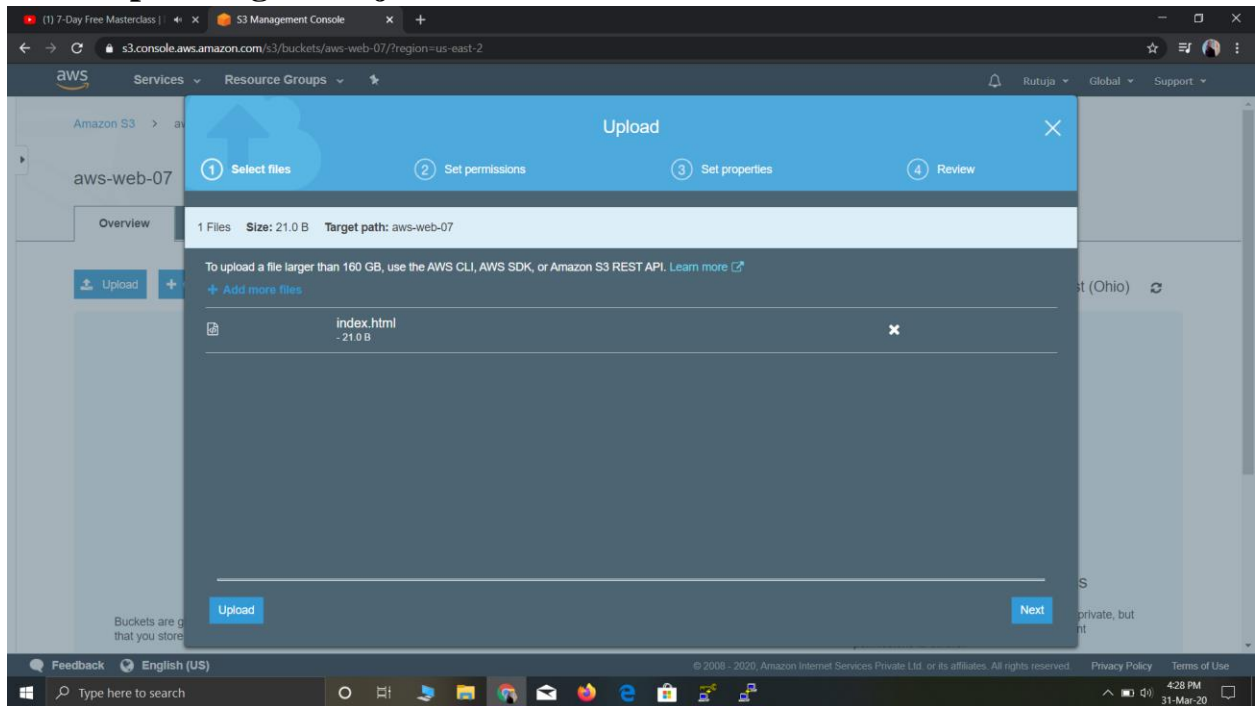 (1) 7-Day Free Masterclass |
S3 Management Console
s3.console.aws.amazon.com/s3/buckets/aws-web-07/?region=us-east-2
aws Services Resource Groups Rutuja Global Support
Amazon S3 > aw
Upload
1 Select files 2 Set permissions 3 Set properties 4 Review
aws-web-07
Overview
1 Files Size: 21.0 B Target path: aws-web-07
To upload a file larger than 160 GB, use the AWS CLI, AWS SDK, or Amazon S3 REST API. Learn more
Upload
+ Add more files
st (Ohio)
index.html
- 21.0 B
s
Upload
Next
Buckets are g
that you store
private, but
nt
Feedback English (US) © 2008 - 2020, Amazon Internet Services Private Ltd. or its affiliates. All rights reserved. Privacy Policy Terms of Use
Type here to search
4:28 PM
31-Mar-20